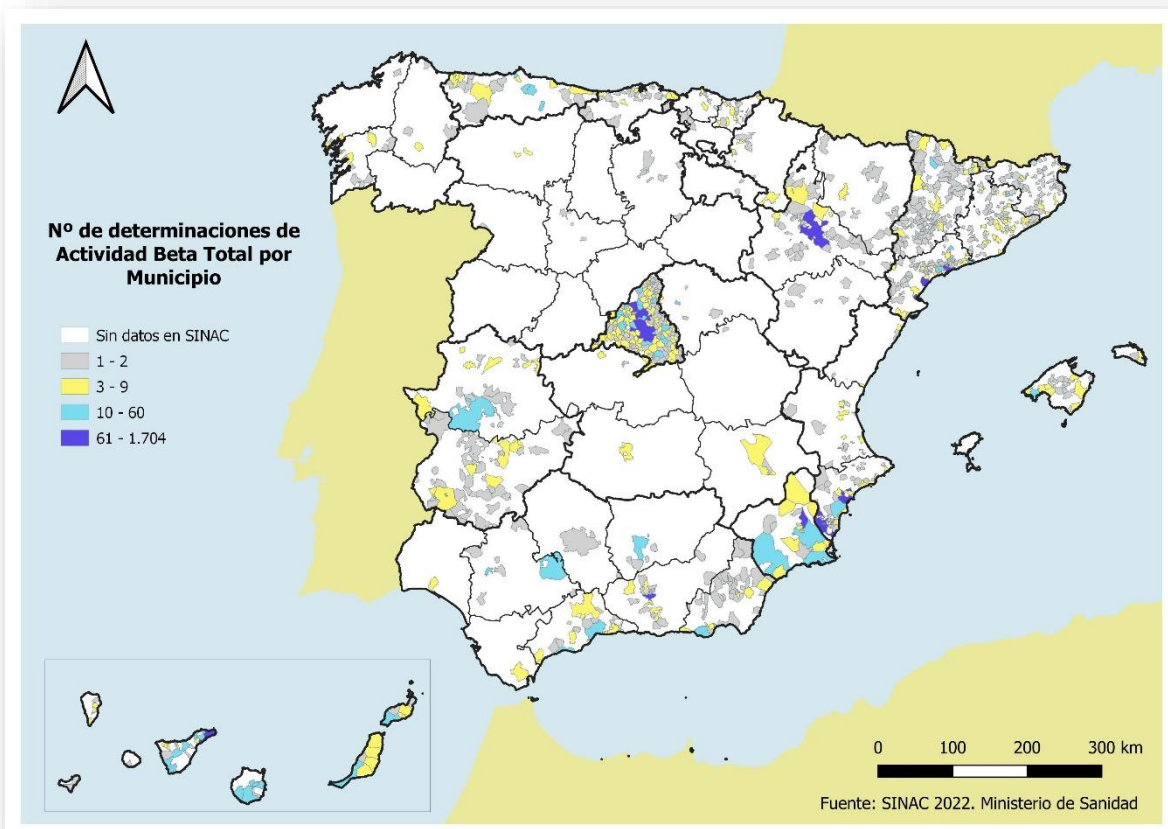 Nº de determinaciones de
Actividad Beta Total por
Municipio
Sin datos en SINAC
1 - 2
3 - 9
10 - 60
61 - 1.704
0 100 200 300 km
Fuente: SINAC 2022. Ministerio de Sanidad